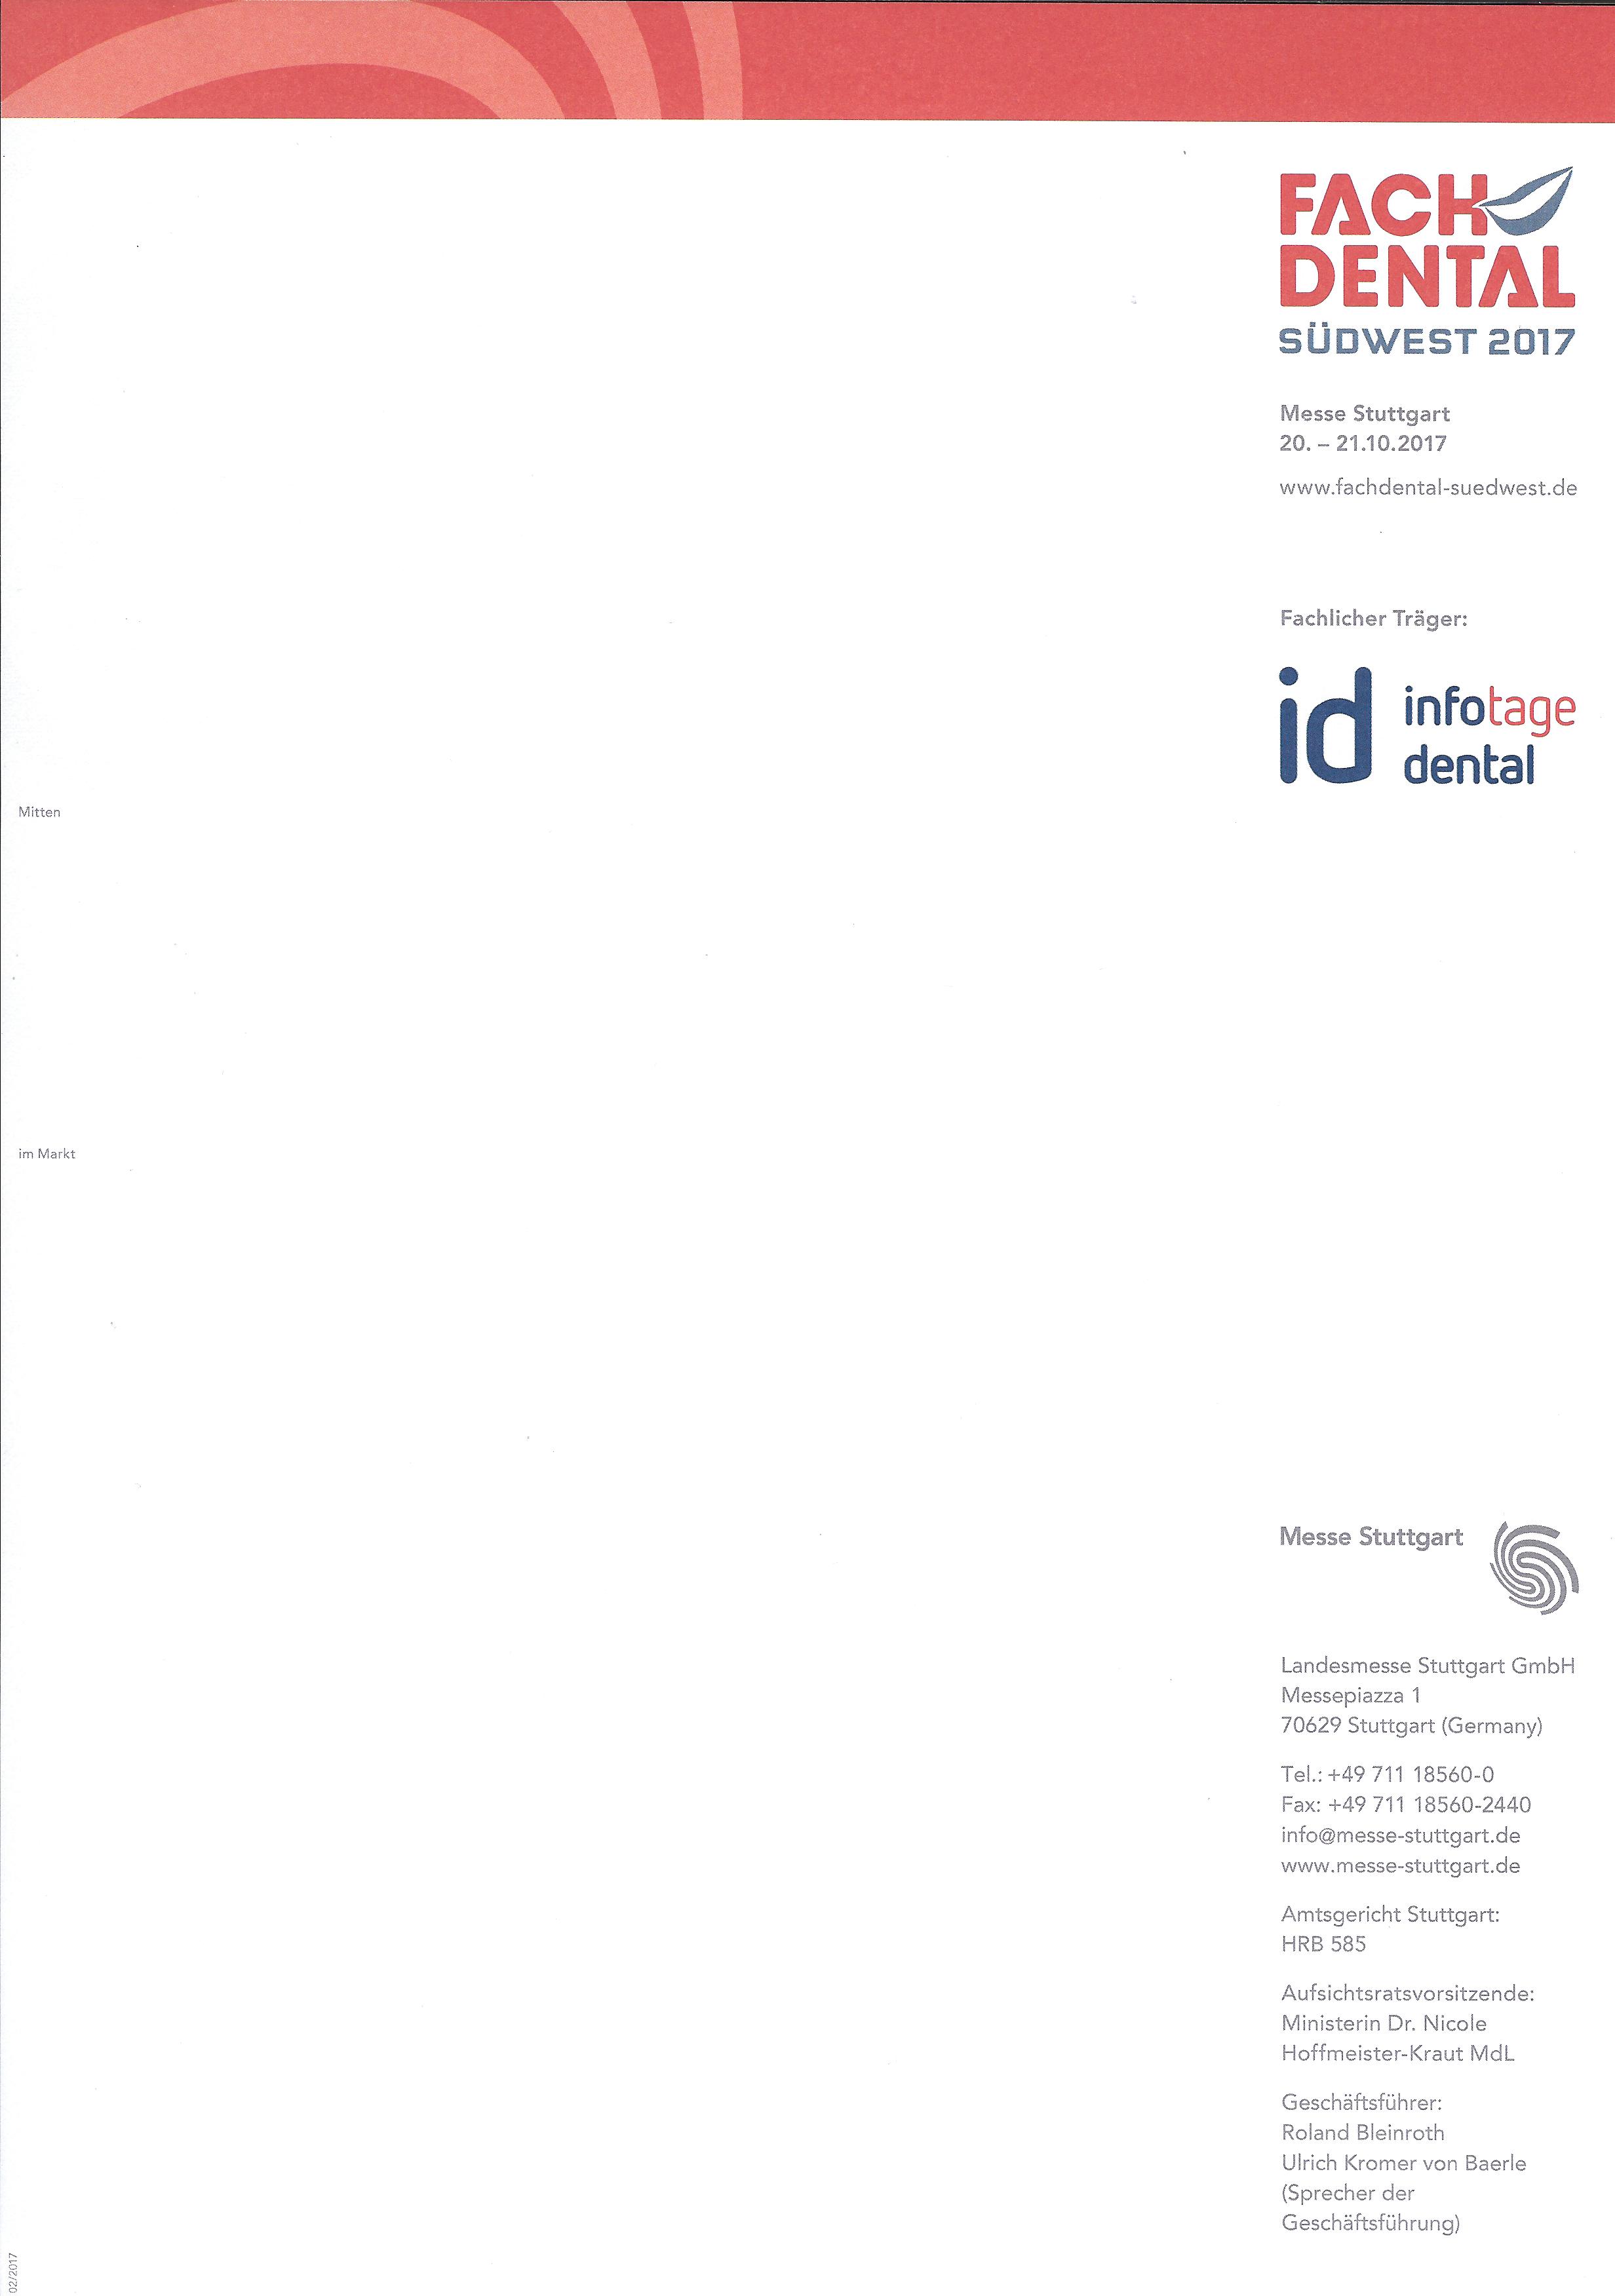 FACH
DENTAL
SÜDWEST 2017
Messe Stuttgart
20. – 21.10.2017
www.fachdental-suedwest.de
Fachlicher Träger:
id infotage
dental
Mitten
im Markt
Messe Stuttgart
Landesmesse Stuttgart GmbH
Messepiazza 1
70629 Stuttgart (Germany)
Tel.: +49 711 18560-0
Fax: +49 711 18560-2440
info@messe-stuttgart.de
www.messe-stuttgart.de
Amtsgericht Stuttgart:
HRB 585
Aufsichtsratsvorsitzende:
Ministerin Dr. Nicole
Hoffmeister-Kraut MdL
Geschäftsführer:
Roland Bleinroth
Ulrich Kromer von Baerle
(Sprecher der
Geschäftsführung)
02/2017